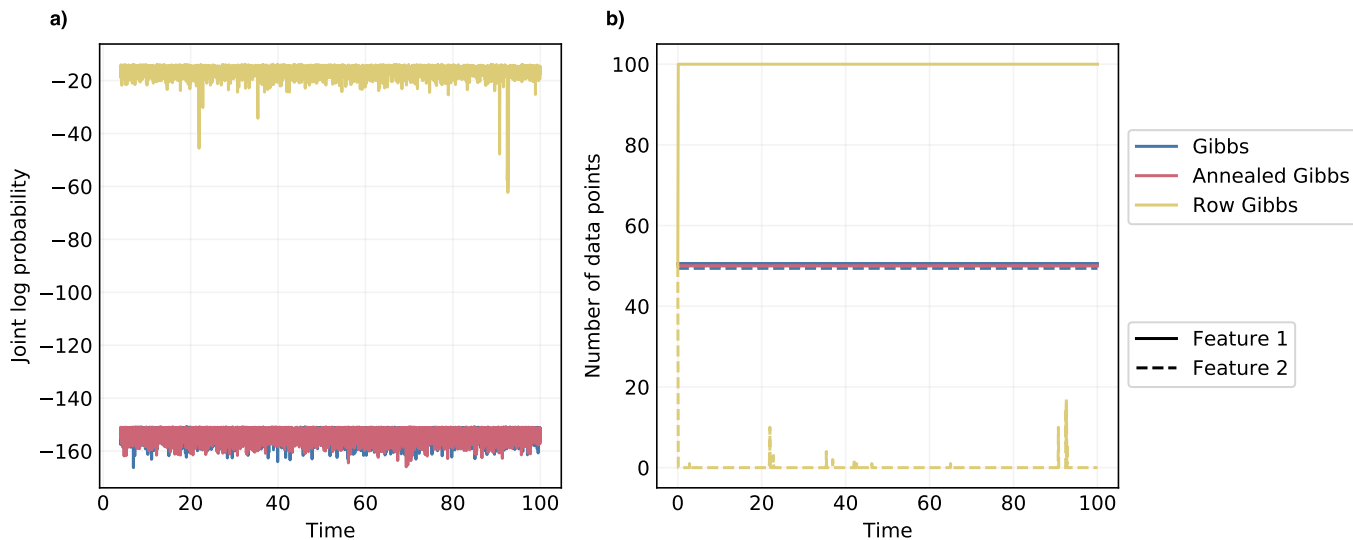 a)
Joint log probability
−20
−40
−60
−80
−100
−120
−140
−160
20
40
60
80
100
Time
b)
Number of data points
100
80
60
40
20
0
0
20
40
60
80
100
Time
Gibbs
Annealed Gibbs
Row Gibbs
Feature 1
Feature 2